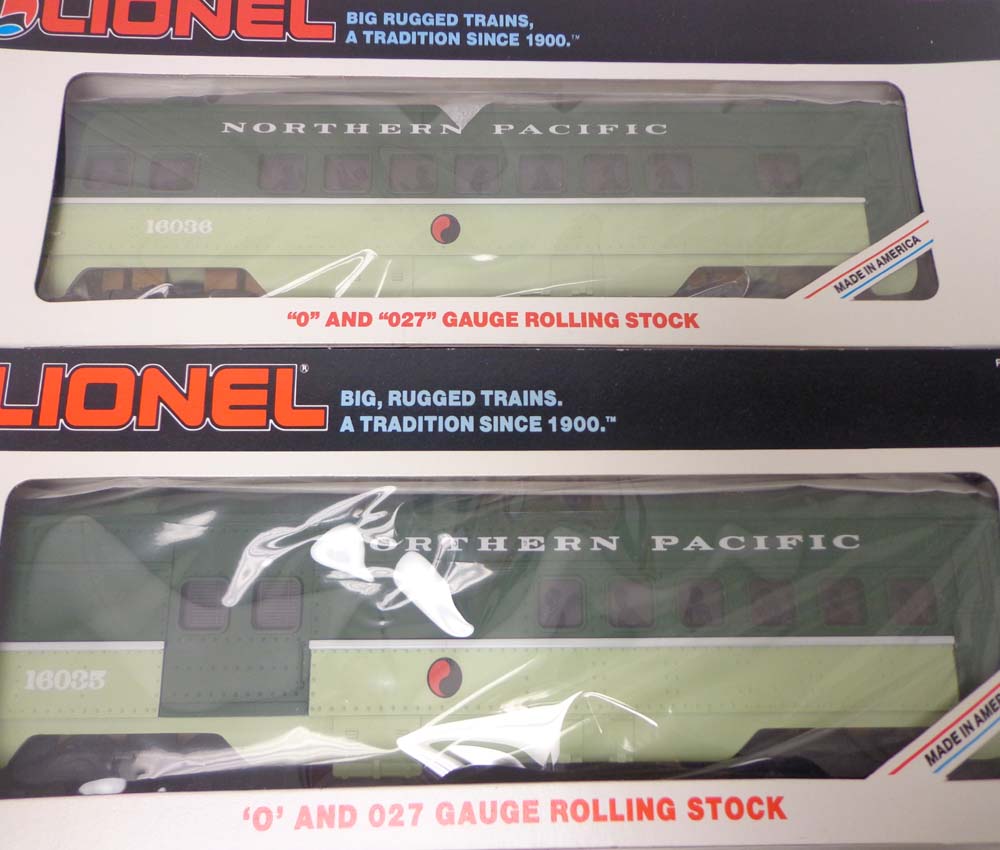 LIONEL
BIG RUGGED TRAINS,
A TRADITION SINCE 1900.™
NORTHERN PACIFIC
16036
MADE IN AMERICA
"O" AND "027" GAUGE ROLLING STOCK
LIONEL®
BIG, RUGGED TRAINS.
A TRADITION SINCE 1900.™
NORTHERN PACIFIC
16035
MADE IN AMER
'O' AND 027 GAUGE ROLLING STOCK